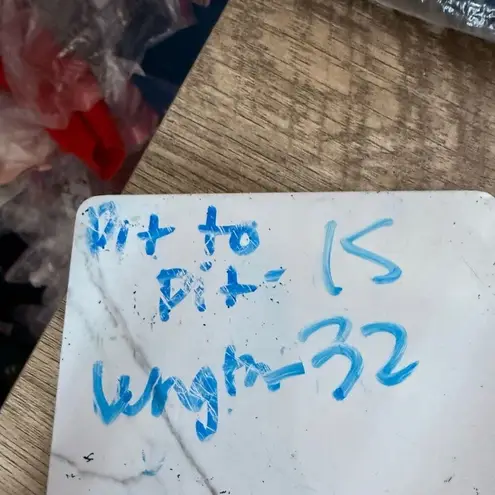 Pit to
Pit- 15
Length-32